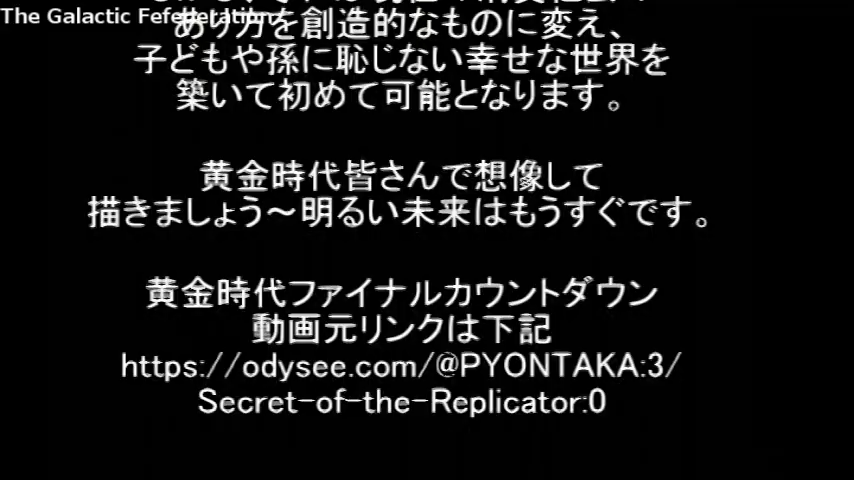 The Galactic Fefederation
あり方を創造的なものに変え、
子どもや孫に恥じない幸せな世界を
築いて初めて可能となります。
黄金時代皆さんで想像して
描きましょう～明るい未来はもうすぐです。
黄金時代ファイナルカウントダウン
動画元リンクは下記
https://odysee.com/@PYONTAKA:3/
Secret-of-the-Replicator:0